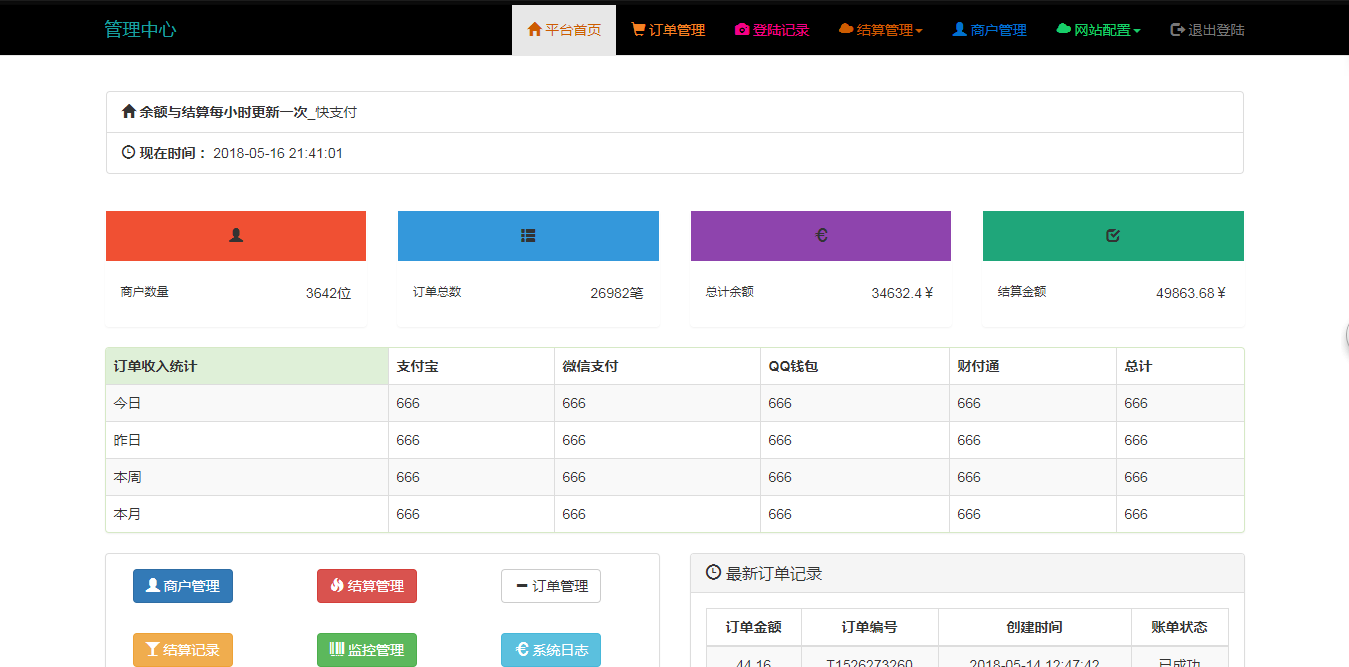 管理中心 平台首页 订单管理 登陆记录 结算管理 商户管理 网站配置 退出登陆
余额与结算每小时更新一次_快支付
现在时间： 2018-05-16 21:41:01
商户数量 3642位 订单总数 26982笔 总计余额 34632.4￥ 结算金额 49863.68￥
订单收入统计 支付宝 微信支付 QQ钱包 财付通 总计
今日 666 666 666 666 666
昨日 666 666 666 666 666
本周 666 666 666 666 666
本月 666 666 666 666 666
商户管理 结算管理 订单管理
结算记录 监控管理 系统日志
最新订单记录
订单金额 订单编号 创建时间 账单状态
44.16 T1526273260 2018-05-14 12:47:42 已成功